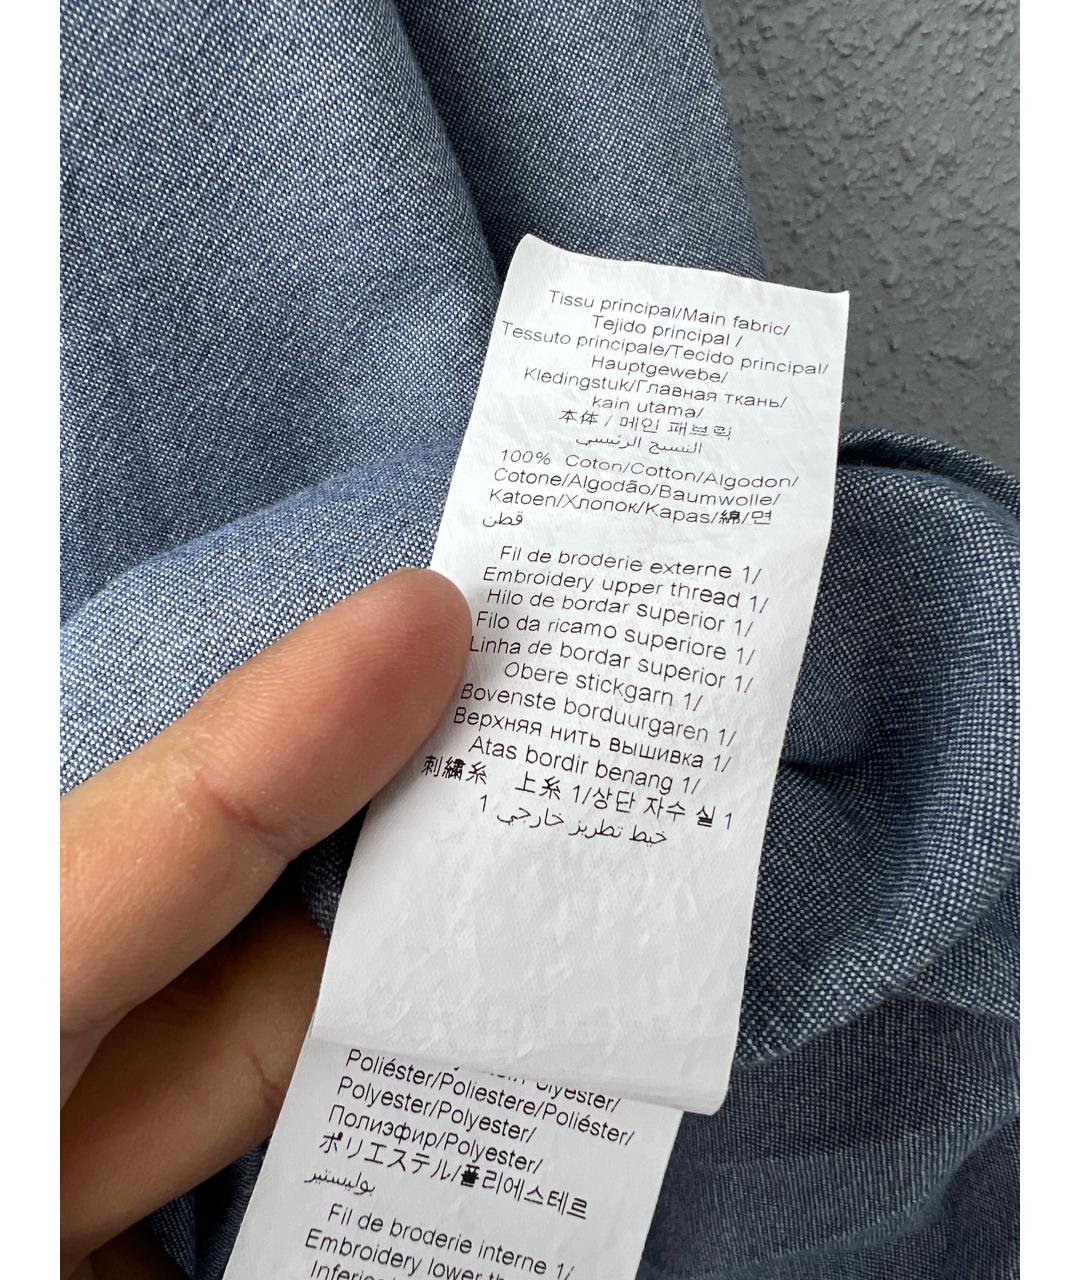 Tissu principal/Main fabric/
Tejido principal /
Tessuto principale/Tecido principal/
Hauptgewebe/
Kledingstuk/Главная ткань/
kain utama/
本体 / 메인 패브릭
النسيج الرئيسي
100% Coton/Cotton/Algodon/
Cotone/Algodão/Baumwolle/
Katoen/Хлопок/Kapas/綿/면
قطن
Fil de broderie externe 1/
Embroidery upper thread 1/
Hilo de bordar superior 1/
Filo da ricamo superiore 1/
Linha de bordar superior 1/
Obere stickgarn 1/
Bovenste borduurgaren 1/
Верхняя нить вышивка 1/
Atas bordir benang 1/
刺繍糸 上糸 1/상단 자수 실 1
خيط تطريز خارجي 1
Poliéster/Poliestere/Poliéster/
Polyester/Polyester/
Полиэфир/Polyester/
ポリエステル/폴리에스테르
بوليستير
Fil de broderie interne 1/
Embroidery lower